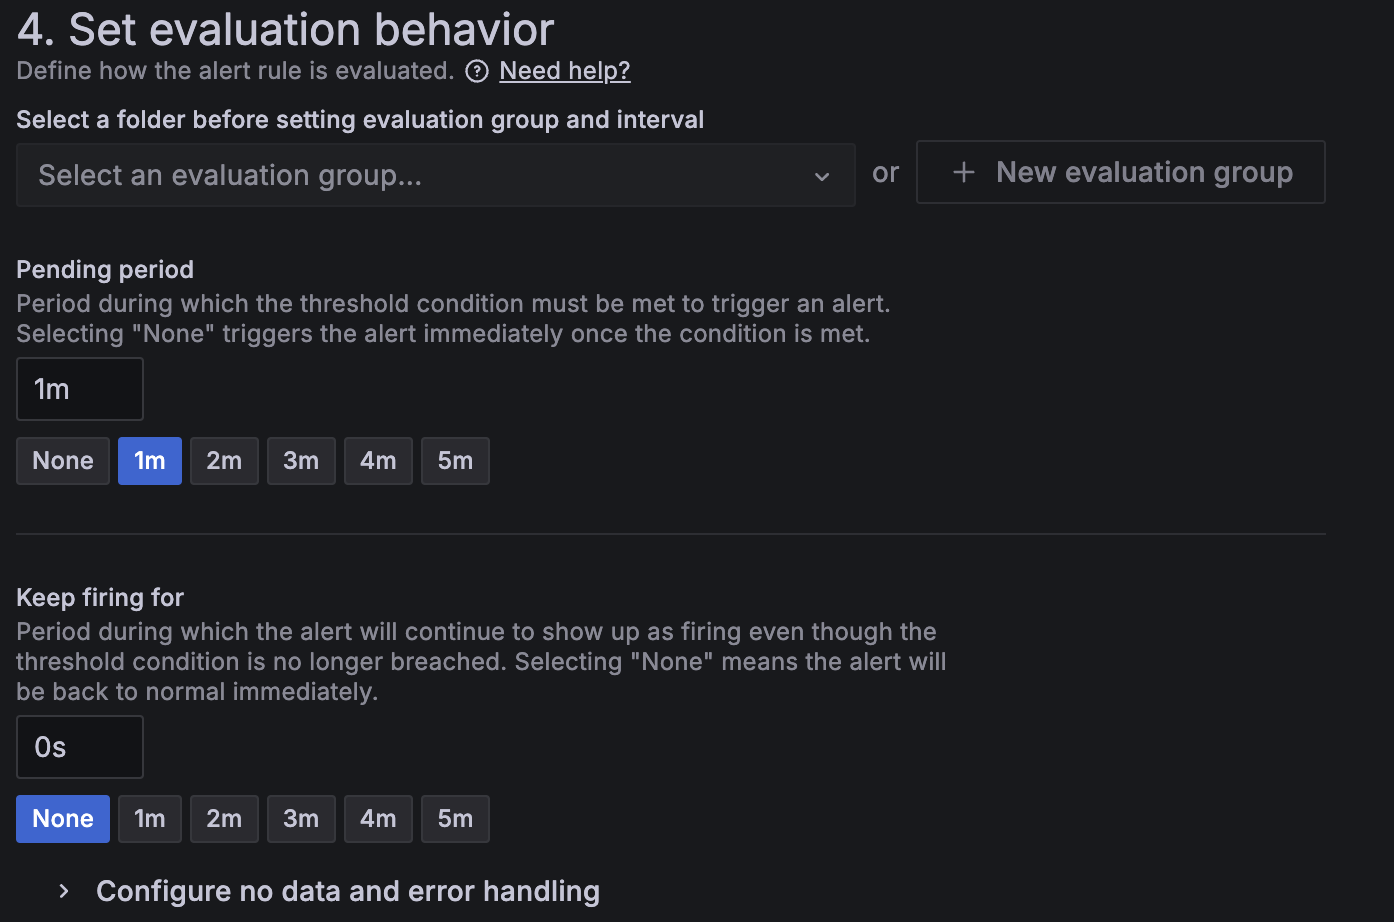 4. Set evaluation behavior
Define how the alert rule is evaluated. Need help?
Select a folder before setting evaluation group and interval
Select an evaluation group... or + New evaluation group
Pending period
Period during which the threshold condition must be met to trigger an alert.
Selecting "None" triggers the alert immediately once the condition is met.
1m
None 1m 2m 3m 4m 5m
Keep firing for
Period during which the alert will continue to show up as firing even though the
threshold condition is no longer breached. Selecting "None" means the alert will
be back to normal immediately.
0s
None 1m 2m 3m 4m 5m
Configure no data and error handling